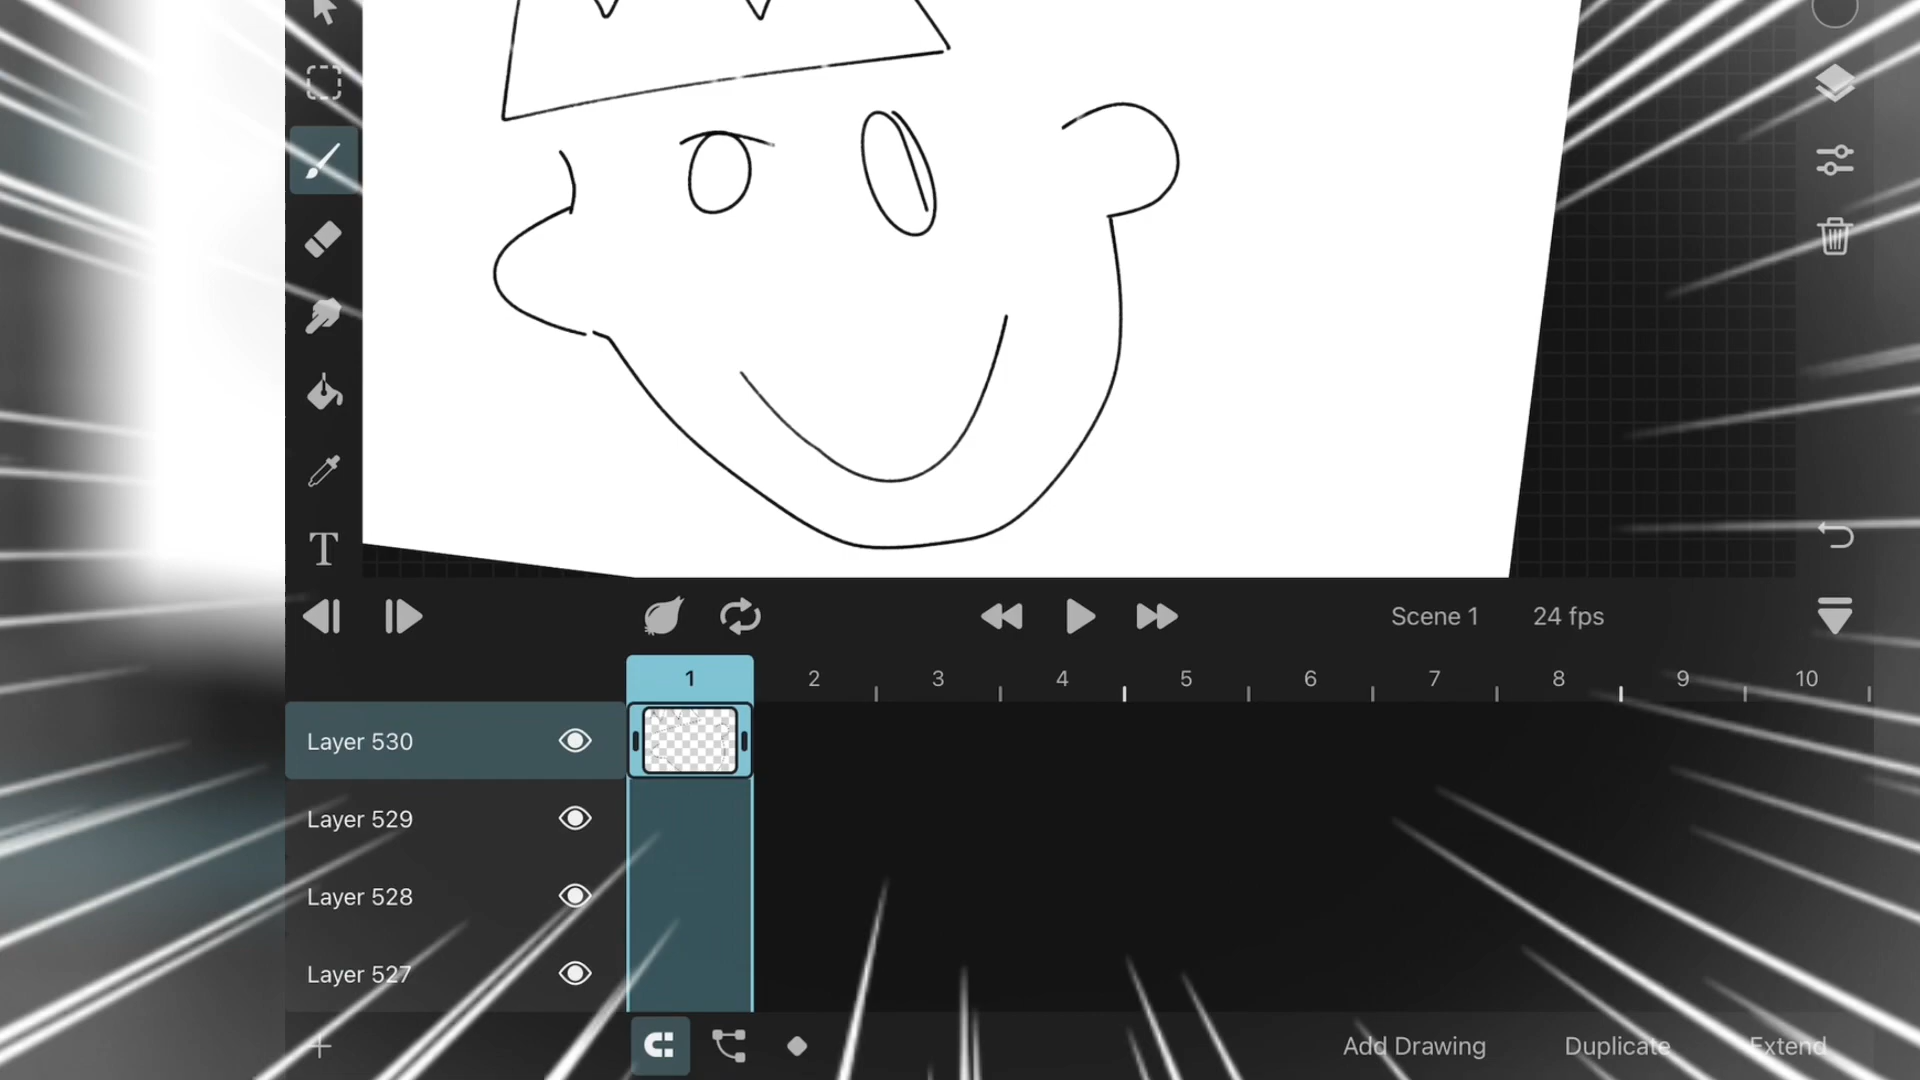 T
Scene 1 24 fps
1 2 3 4 5 6 7 8 9 10
Layer 530
Layer 529
Layer 528
Layer 527
Add Drawing Duplicate Extend